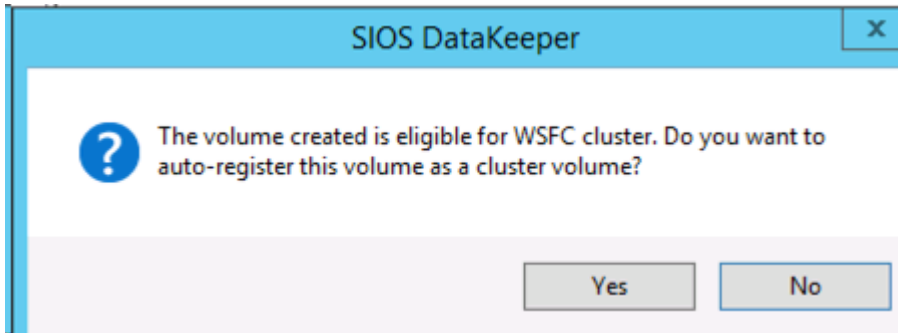 SIOS DataKeeper
x
?
The volume created is eligible for WSFC cluster. Do you want to
auto-register this volume as a cluster volume?
Yes No